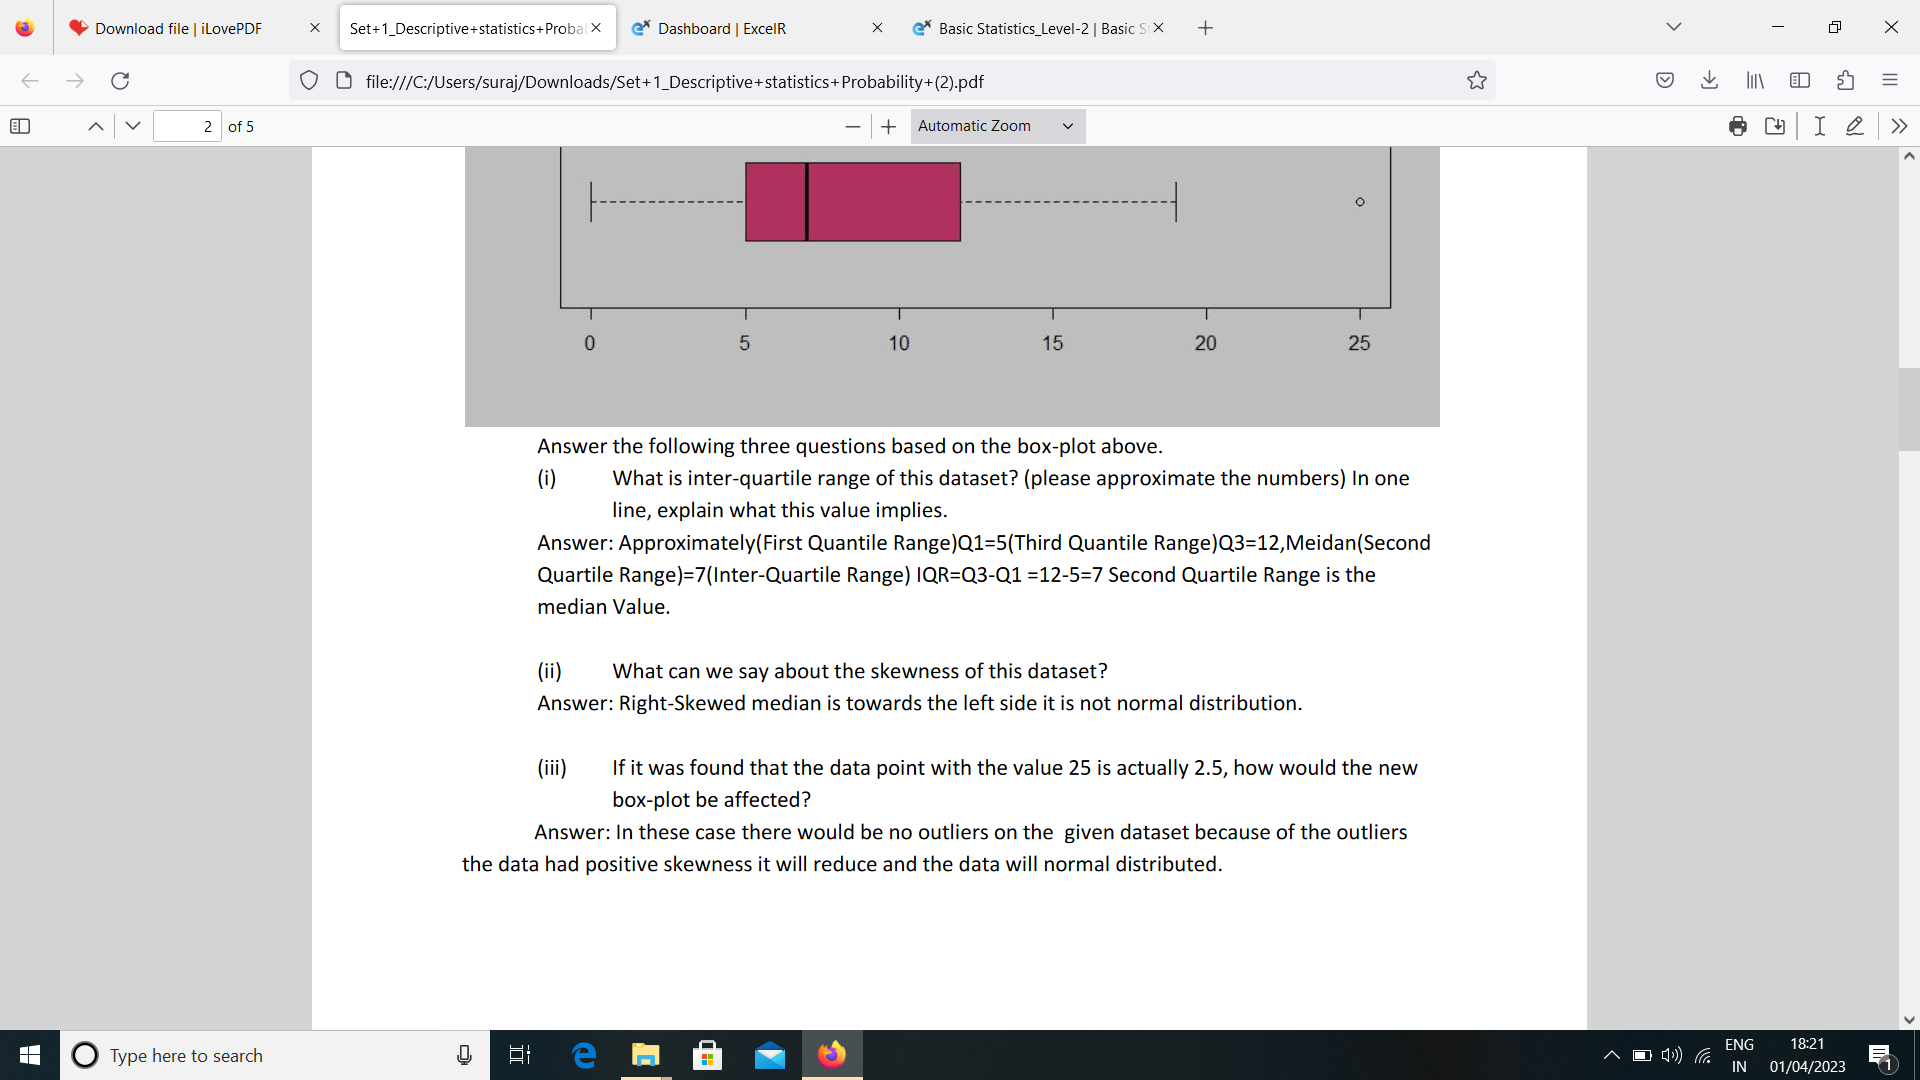 Download file | iLovePDF
Set+1_Descriptive+statistics+Probal
Dashboard | ExcelR
Basic Statistics_Level-2 | Basic S
file:///C:/Users/suraj/Downloads/Set+1_Descriptive+statistics+Probability+(2).pdf
2 of 5
Automatic Zoom
0 5 10 15 20 25
Answer the following three questions based on the box-plot above.
(i) What is inter-quartile range of this dataset? (please approximate the numbers) In one
line, explain what this value implies.
Answer: Approximately(First Quantile Range)Q1=5(Third Quantile Range)Q3=12,Meidan(Second
Quartile Range)=7(Inter-Quartile Range) IQR=Q3-Q1 =12-5=7 Second Quartile Range is the
median Value.
(ii) What can we say about the skewness of this dataset?
Answer: Right-Skewed median is towards the left side it is not normal distribution.
(iii) If it was found that the data point with the value 25 is actually 2.5, how would the new
box-plot be affected?
Answer: In these case there would be no outliers on the  given dataset because of the outliers
the data had positive skewness it will reduce and the data will normal distributed.
Type here to search
ENG
IN
18:21
01/04/2023
1